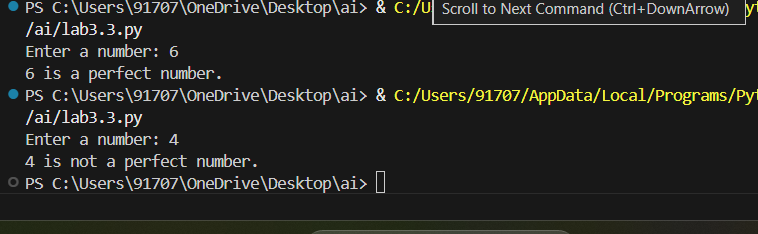 PS C:\Users\91707\OneDrive\Desktop\ai> & C:/U
Scroll to Next Command (Ctrl+DownArrow)
/ai/lab3.3.py
Enter a number: 6
6 is a perfect number.
PS C:\Users\91707\OneDrive\Desktop\ai> & C:/Users/91707/AppData/Local/Programs/Pyt
/ai/lab3.3.py
Enter a number: 4
4 is not a perfect number.
PS C:\Users\91707\OneDrive\Desktop\ai>